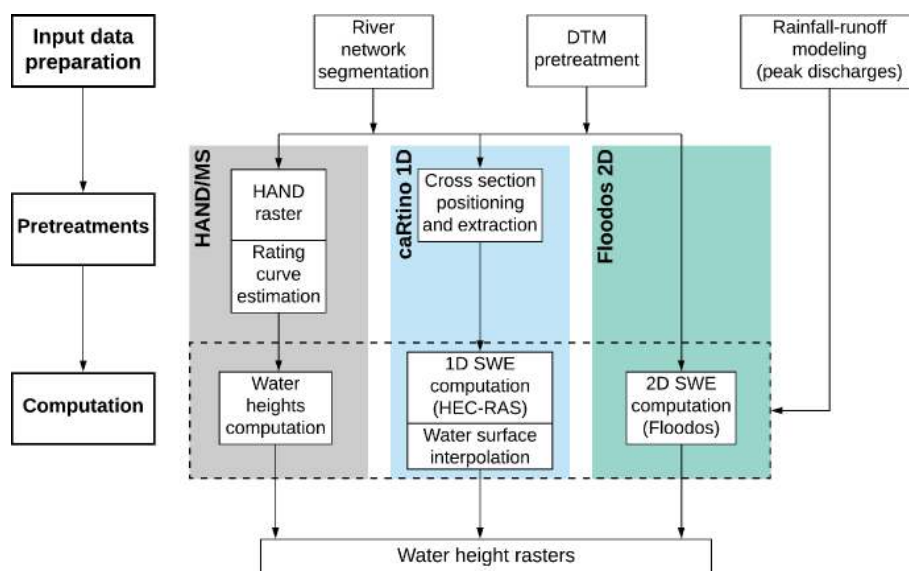 Input data
preparation
River
network
segmentation
DTM
pretreatment
Rainfall-runoff
modeling
(peak discharges)
Pretreatments
HAND/MS
HAND
raster
Rating
curve
estimation
caRtino 1D
Cross section
positioning
and extraction
Floodos 2D
Computation
Water
heights
computation
1D SWE
computation
(HEC-RAS)
Water surface
interpolation
2D SWE
computation
(Floodos)
Water height rasters